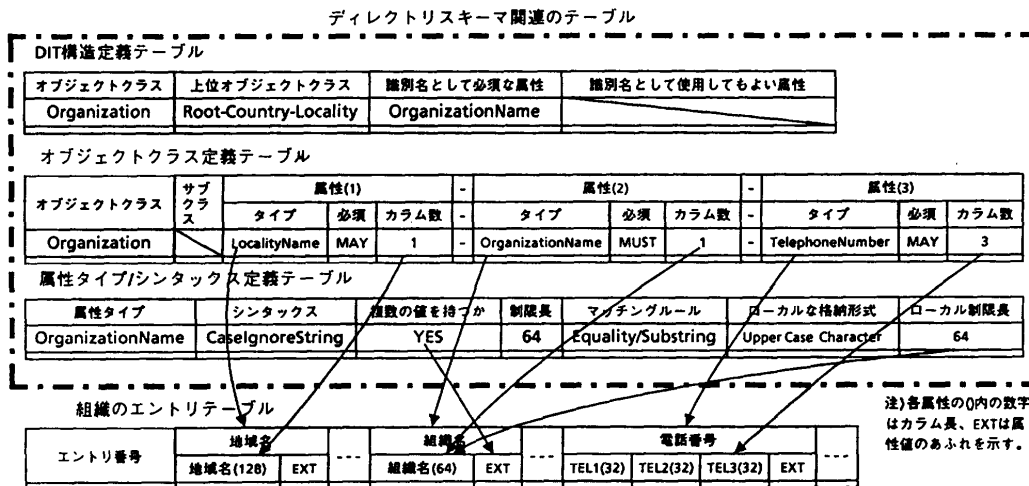 ディレクトリスキーマ関連のテーブル
DIT構造定義テーブル
オブジェクトクラス 上位オブジェクトクラス 識別名として必須な属性 識別名として使用してもよい属性
Organization Root-Country-Locality OrganizationName
オブジェクトクラス定義テーブル
オブジェクトクラス サブクラス 属性(1) - 属性(2) - 属性(3)
タイプ 必須 カラム数 - タイプ 必須 カラム数 - タイプ 必須 カラム数
Organization LocalityName MAY 1 - OrganizationName MUST 1 - TelephoneNumber MAY 3
属性タイプ/シンタックス定義テーブル
属性タイプ シンタックス 複数の値を持つか 制限長 マッチングルール ローカルな格納形式 ローカル制限長
OrganizationName CaseIgnoreString YES 64 Equality/Substring Upper Case Character 64
組織のエントリテーブル
注)各属性の()内の数字
はカラム長、EXTは属
性値のあふれを示す。
エントリ番号 地域名 --- 組織名 --- 電話番号 ---
地域名(128) EXT 組織名(64) EXT TEL1(32) TEL2(32) TEL3(32) EXT